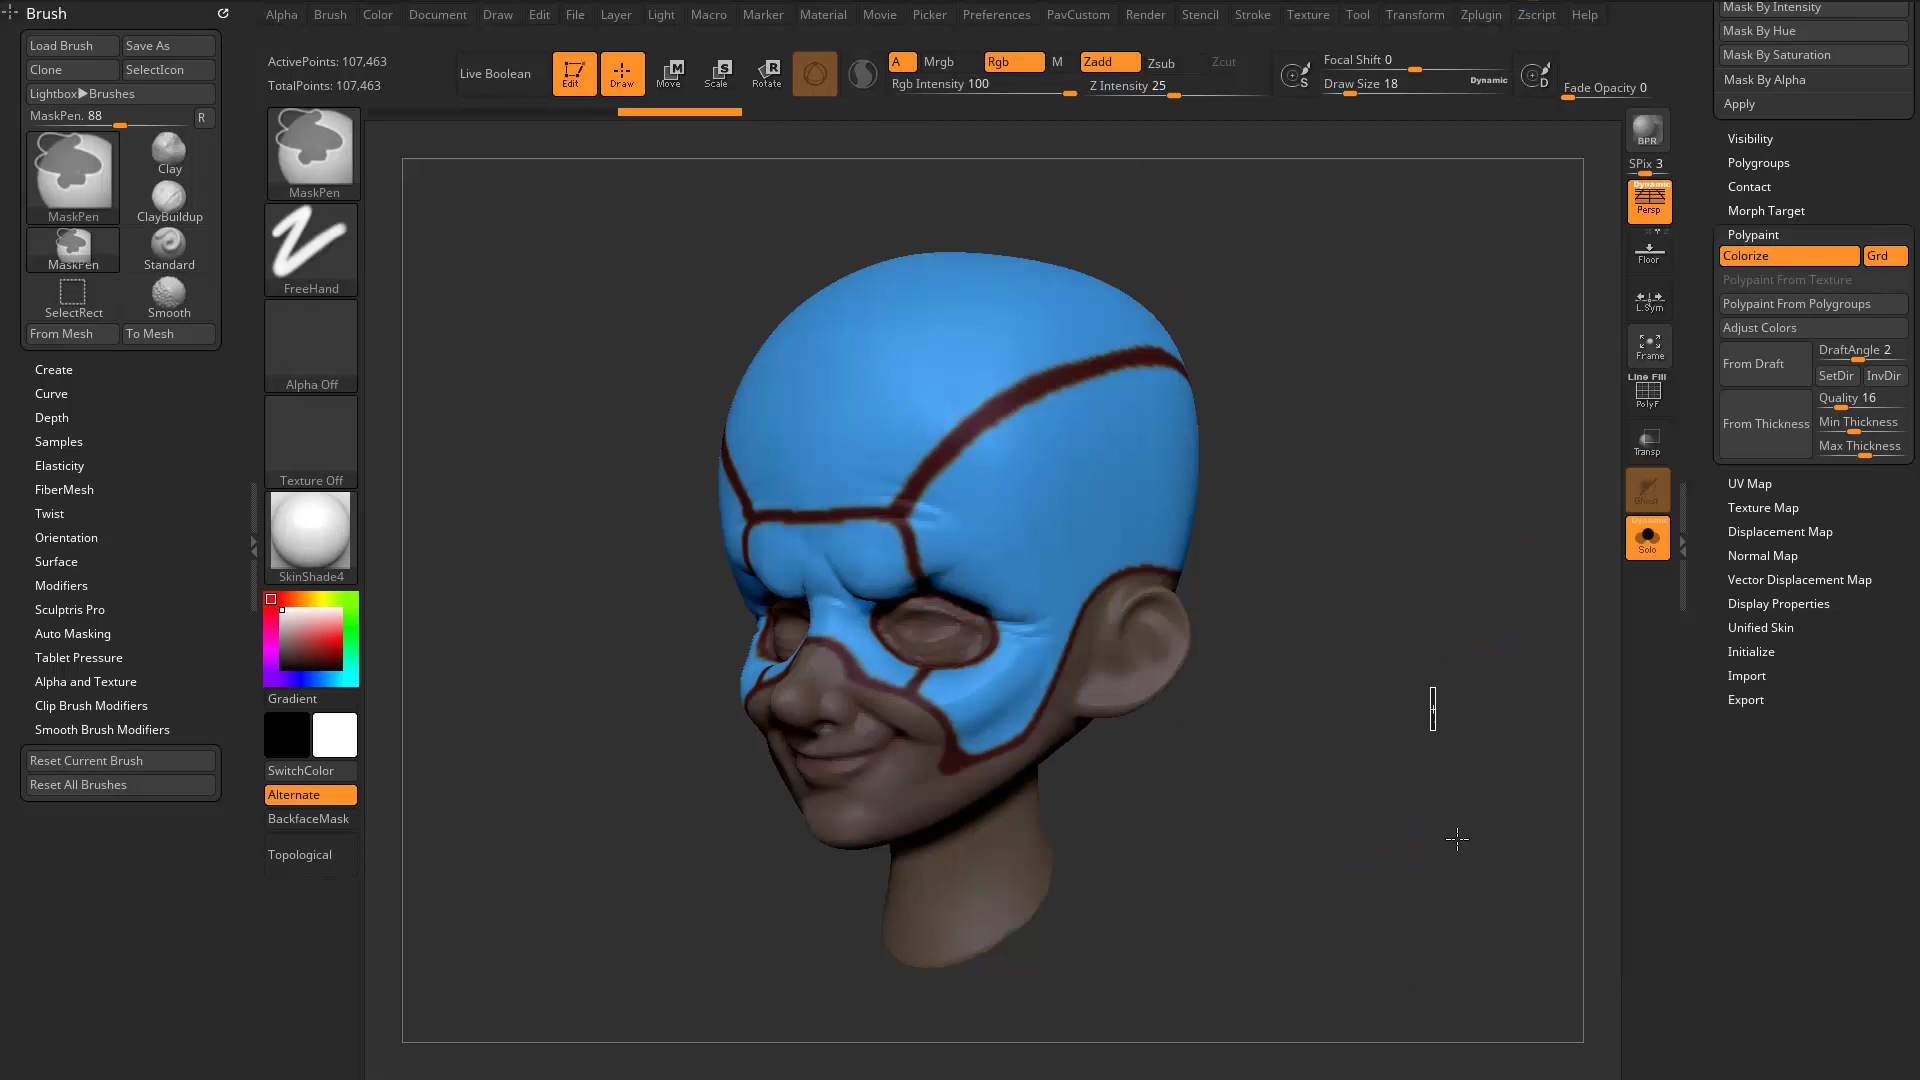 Brush
Alpha Brush Color Document Draw Edit File Layer Light Macro Marker Material Movie Picker Preferences PavCustom Render Stencil Stroke Texture Tool Transform Zplugin Zscript Help
Load Brush Save As
Clone SelectIcon
Lightbox▶Brushes
MaskPen. 88 R
MaskPen
Clay
ClayBuildup
MaskPen
Standard
SelectRect
Smooth
From Mesh To Mesh
Create
Curve
Depth
Samples
Elasticity
FiberMesh
Twist
Orientation
Surface
Modifiers
Sculptris Pro
Auto Masking
Tablet Pressure
Alpha and Texture
Clip Brush Modifiers
Smooth Brush Modifiers
Reset Current Brush
Reset All Brushes
ActivePoints: 107,463
TotalPoints: 107,463
Live Boolean
Edit
Draw
M
Move
S
Scale
R
Rotate
A Mrgb Rgb M Zadd Zsub Zcut
Rgb Intensity 100 Z Intensity 25
S
Focal Shift 0
Draw Size 18 Dynamic
D
Fade Opacity 0
MaskPen
FreeHand
Alpha Off
Texture Off
SkinShade4
Gradient
SwitchColor
Alternate
BackfaceMask
Topological
BPR
SPix 3
Dynamic
Persp
Floor
L.Sym
Frame
Line Fill
PolyF
Transp
Ghost
Dynamic
Solo
Mask By Intensity
Mask By Hue
Mask By Saturation
Mask By Alpha
Apply
Visibility
Polygroups
Contact
Morph Target
Polypaint
Colorize Grd
Polypaint From Texture
Polypaint From Polygroups
Adjust Colors
From Draft
DraftAngle 2
SetDir InvDir
From Thickness
Quality 16
Min Thickness
Max Thickness
UV Map
Texture Map
Displacement Map
Normal Map
Vector Displacement Map
Display Properties
Unified Skin
Initialize
Import
Export